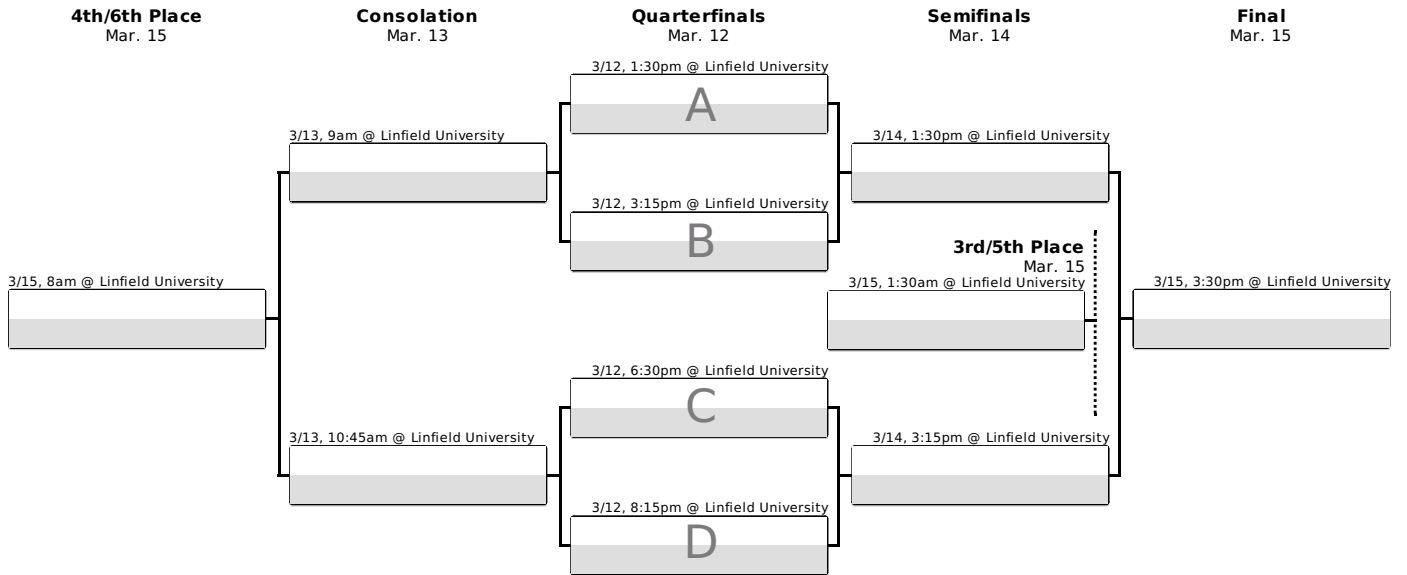 4th/6th Place
Mar. 15
Consolation
Mar. 13
Quarterfinals
Mar. 12
Semifinals
Mar. 14
Final
Mar. 15
3/12, 1:30pm @ Linfield University
A
3/13, 9am @ Linfield University
3/14, 1:30pm @ Linfield University
3/12, 3:15pm @ Linfield University
B
3rd/5th Place
Mar. 15
3/15, 8am @ Linfield University
3/15, 1:30am @ Linfield University
3/15, 3:30pm @ Linfield University
3/12, 6:30pm @ Linfield University
C
3/13, 10:45am @ Linfield University
3/14, 3:15pm @ Linfield University
3/12, 8:15pm @ Linfield University
D